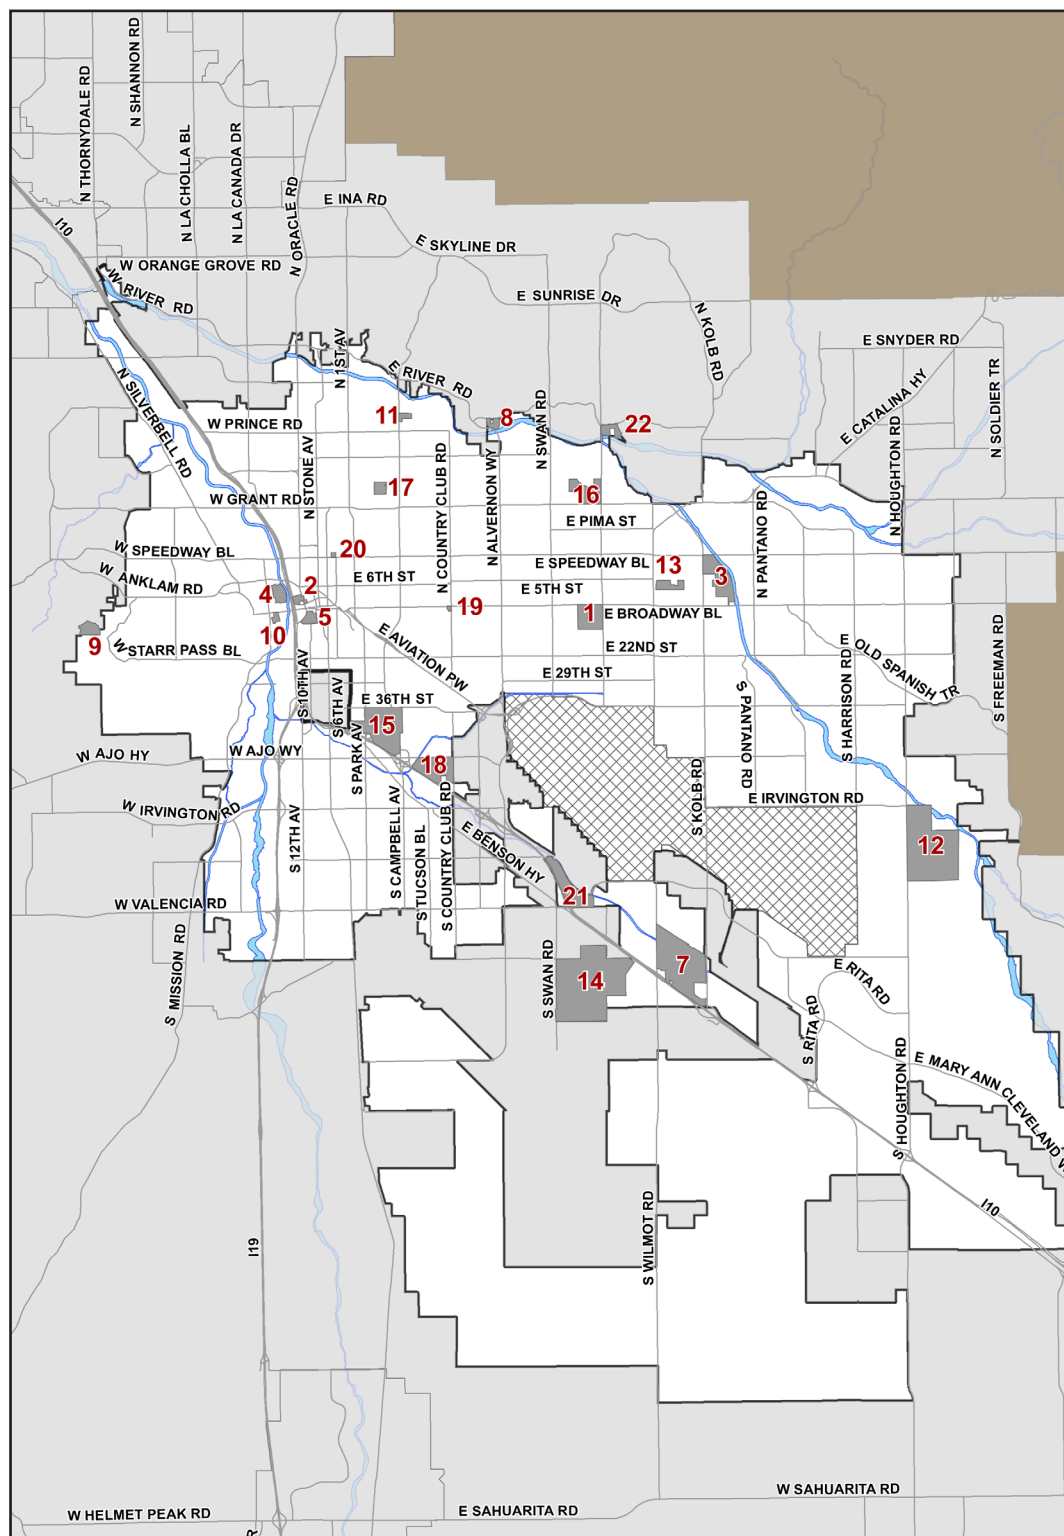 N SHANNON RD
N THORNYDALE RD
N LA CHOLLA BL
N LA CANADA DR
N ORACLE RD
E INA RD
I10
E SKYLINE DR
W ORANGE GROVE RD
W RIVER RD
E SUNRISE DR
N KOLB RD
E SNYDER RD
N 1ST AV
E RIVER RD
N SILVERBELL RD
E CATALINA HY
N SOLDIER TR
N SWAN RD
11
8
22
W PRINCE RD
N HOUGHTON RD
N STONE AV
N COUNTRY CLUB RD
N ALVERNON WY
17
16
W GRANT RD
N PANTANO RD
E PIMA ST
W SPEEDWAY BL
20
E SPEEDWAY BL
13
W ANKLAM RD
E 6TH ST
E 5TH ST
3
4
2
19
1
E BROADWAY BL
5
10
9
W STARR PASS BL
E AVIATION PW
E 22ND ST
E OLD SPANISH TR
S FREEMAN RD
E 29TH ST
S 10TH AV
S 6TH AV
E 36TH ST
S PANTANO RD
S HARRISON RD
15
S PARK AV
W AJO HY
W AJO WY
18
S KOLB RD
W IRVINGTON RD
E IRVINGTON RD
S 12TH AV
S CAMPBELL AV
S TUCSON BL
S COUNTRY CLUB RD
E BENSON HY
12
W VALENCIA RD
21
S MISSION RD
S SWAN RD
14
7
E RITA RD
S RITA RD
S HOUGHTON RD
E MARY ANN CLEVELAND W
S WILMOT RD
I10
I19
W SAHUARITA RD
E SAHUARITA RD
W HELMET PEAK RD
R